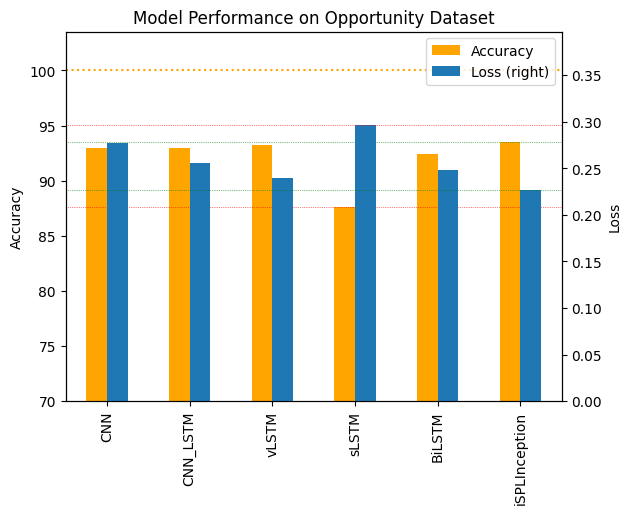 Model Performance on Opportunity Dataset
Accuracy
Loss (right)
100
95
90
85
80
75
70
Accuracy
0.35
0.30
0.25
0.20
0.15
0.10
0.05
0.00
Loss
CNN
CNN_LSTM
vLSTM
sLSTM
BiLSTM
iSPLInception